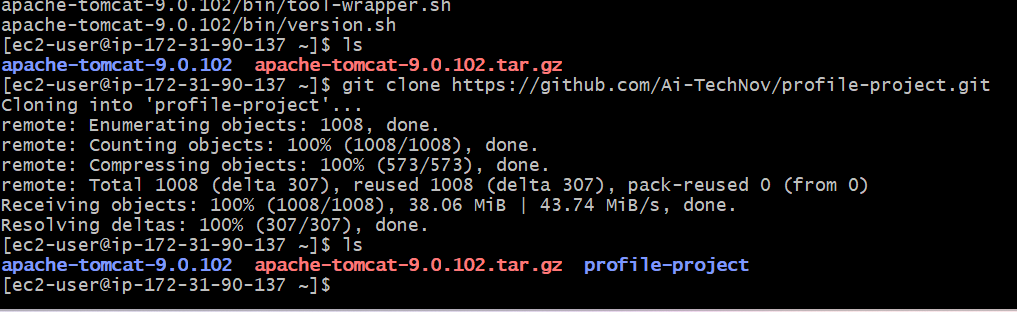 apache-tomcat-9.0.102/bin/tool-wrapper.sh
apache-tomcat-9.0.102/bin/version.sh
[ec2-user@ip-172-31-90-137 ~]$ ls
apache-tomcat-9.0.102  apache-tomcat-9.0.102.tar.gz
[ec2-user@ip-172-31-90-137 ~]$ git clone https://github.com/Ai-TechNov/profile-project.git
Cloning into 'profile-project'...
remote: Enumerating objects: 1008, done.
remote: Counting objects: 100% (1008/1008), done.
remote: Compressing objects: 100% (573/573), done.
remote: Total 1008 (delta 307), reused 1008 (delta 307), pack-reused 0 (from 0)
Receiving objects: 100% (1008/1008), 38.06 MiB | 43.74 MiB/s, done.
Resolving deltas: 100% (307/307), done.
[ec2-user@ip-172-31-90-137 ~]$ ls
apache-tomcat-9.0.102  apache-tomcat-9.0.102.tar.gz  profile-project
[ec2-user@ip-172-31-90-137 ~]$